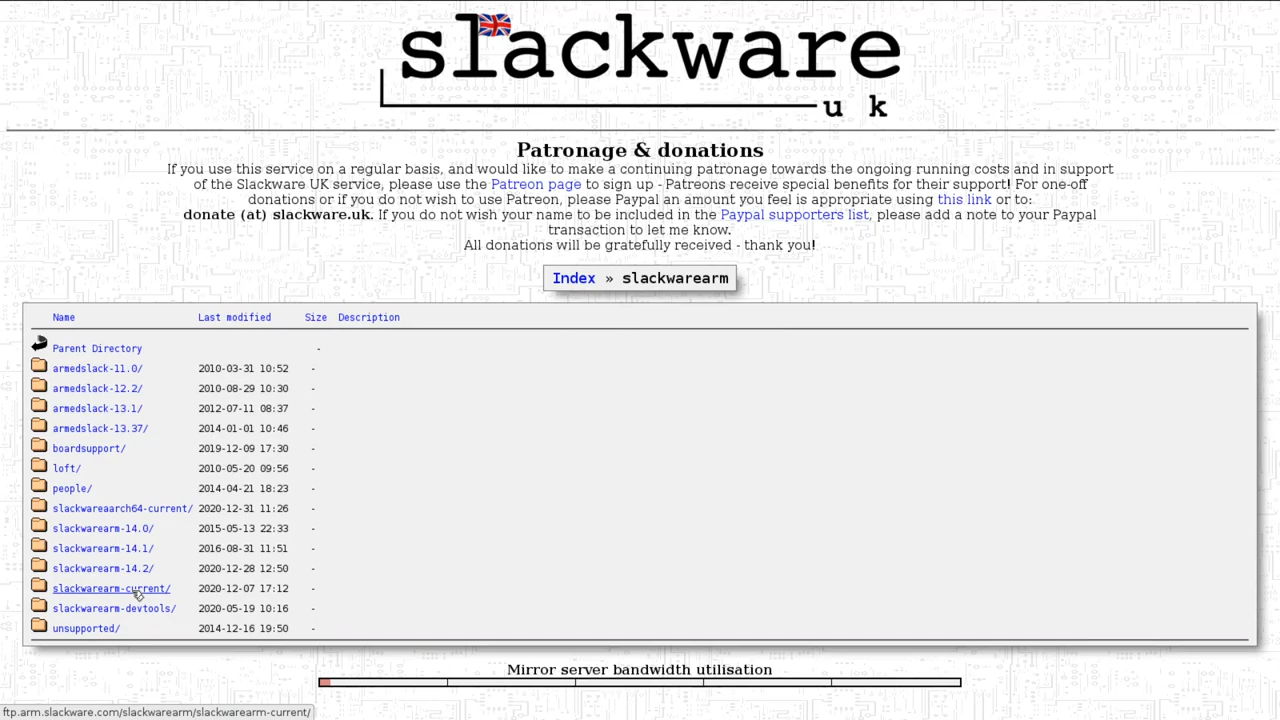 slackware
uk
Patronage & donations
If you use this service on a regular basis, and would like to make a continuing patronage towards the ongoing running costs and in support
of the Slackware UK service, please use the Patreon page to sign up - Patreons receive special benefits for their support! For one-off
donations or if you do not wish to use Patreon, please Paypal an amount you feel is appropriate using this link or to:
donate (at) slackware.uk. If you do not wish your name to be included in the Paypal supporters list, please add a note to your Paypal
transaction to let me know.
All donations will be gratefully received - thank you!
Index » slackwarearm
Name Last modified Size Description
Parent Directory -
armedslack-11.0/ 2010-03-31 10:52 -
armedslack-12.2/ 2010-08-29 10:30 -
armedslack-13.1/ 2012-07-11 08:37 -
armedslack-13.37/ 2014-01-01 10:46 -
boardsupport/ 2019-12-09 17:30 -
loft/ 2010-05-20 09:56 -
people/ 2014-04-21 18:23 -
slackwareaarch64-current/ 2020-12-31 11:26 -
slackwarearm-14.0/ 2015-05-13 22:33 -
slackwarearm-14.1/ 2016-08-31 11:51 -
slackwarearm-14.2/ 2020-12-28 12:50 -
slackwarearm-current/ 2020-12-07 17:12 -
slackwarearm-devtools/ 2020-05-19 10:16 -
unsupported/ 2014-12-16 19:50 -
Mirror server bandwidth utilisation
ftp.arm.slackware.com/slackwarearm/slackwarearm-current/